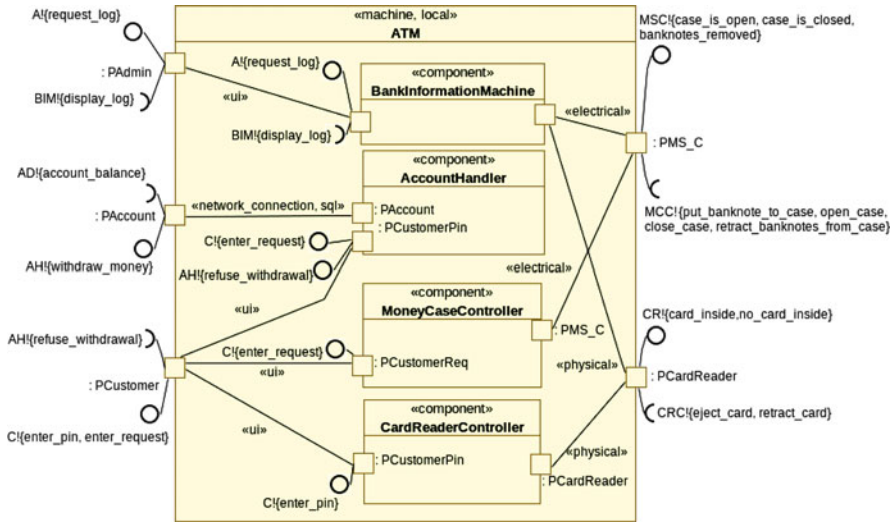 «machine, local»
ATM
A!{request_log}
: PAdmin
BIM!{display_log}
A!{request_log}
«ui»
BIM!{display_log}
«component»
BankInformationMachine
«electrical»
MSC!{case_is_open, case_is_closed,
banknotes_removed}
: PMS_C
MCC!{put_banknote_to_case, open_case,
close_case, retract_banknotes_from_case}
AD!{account_balance}
: PAccount
AH!{withdraw_money}
«network_connection, sql»
«component»
AccountHandler
: PAccount
: PCustomerPin
C!{enter_request}
AH!{refuse_withdrawal}
«ui»
«electrical»
«component»
MoneyCaseController
: PMS_C
C!{enter_request}
«ui»
: PCustomerReq
AH!{refuse_withdrawal}
: PCustomer
C!{enter_pin, enter_request}
«physical»
CR!{card_inside,no_card_inside}
: PCardReader
CRC!{eject_card, retract_card}
«component»
CardReaderController
«ui»
: PCustomerPin
C!{enter_pin}
«physical»
: PCardReader